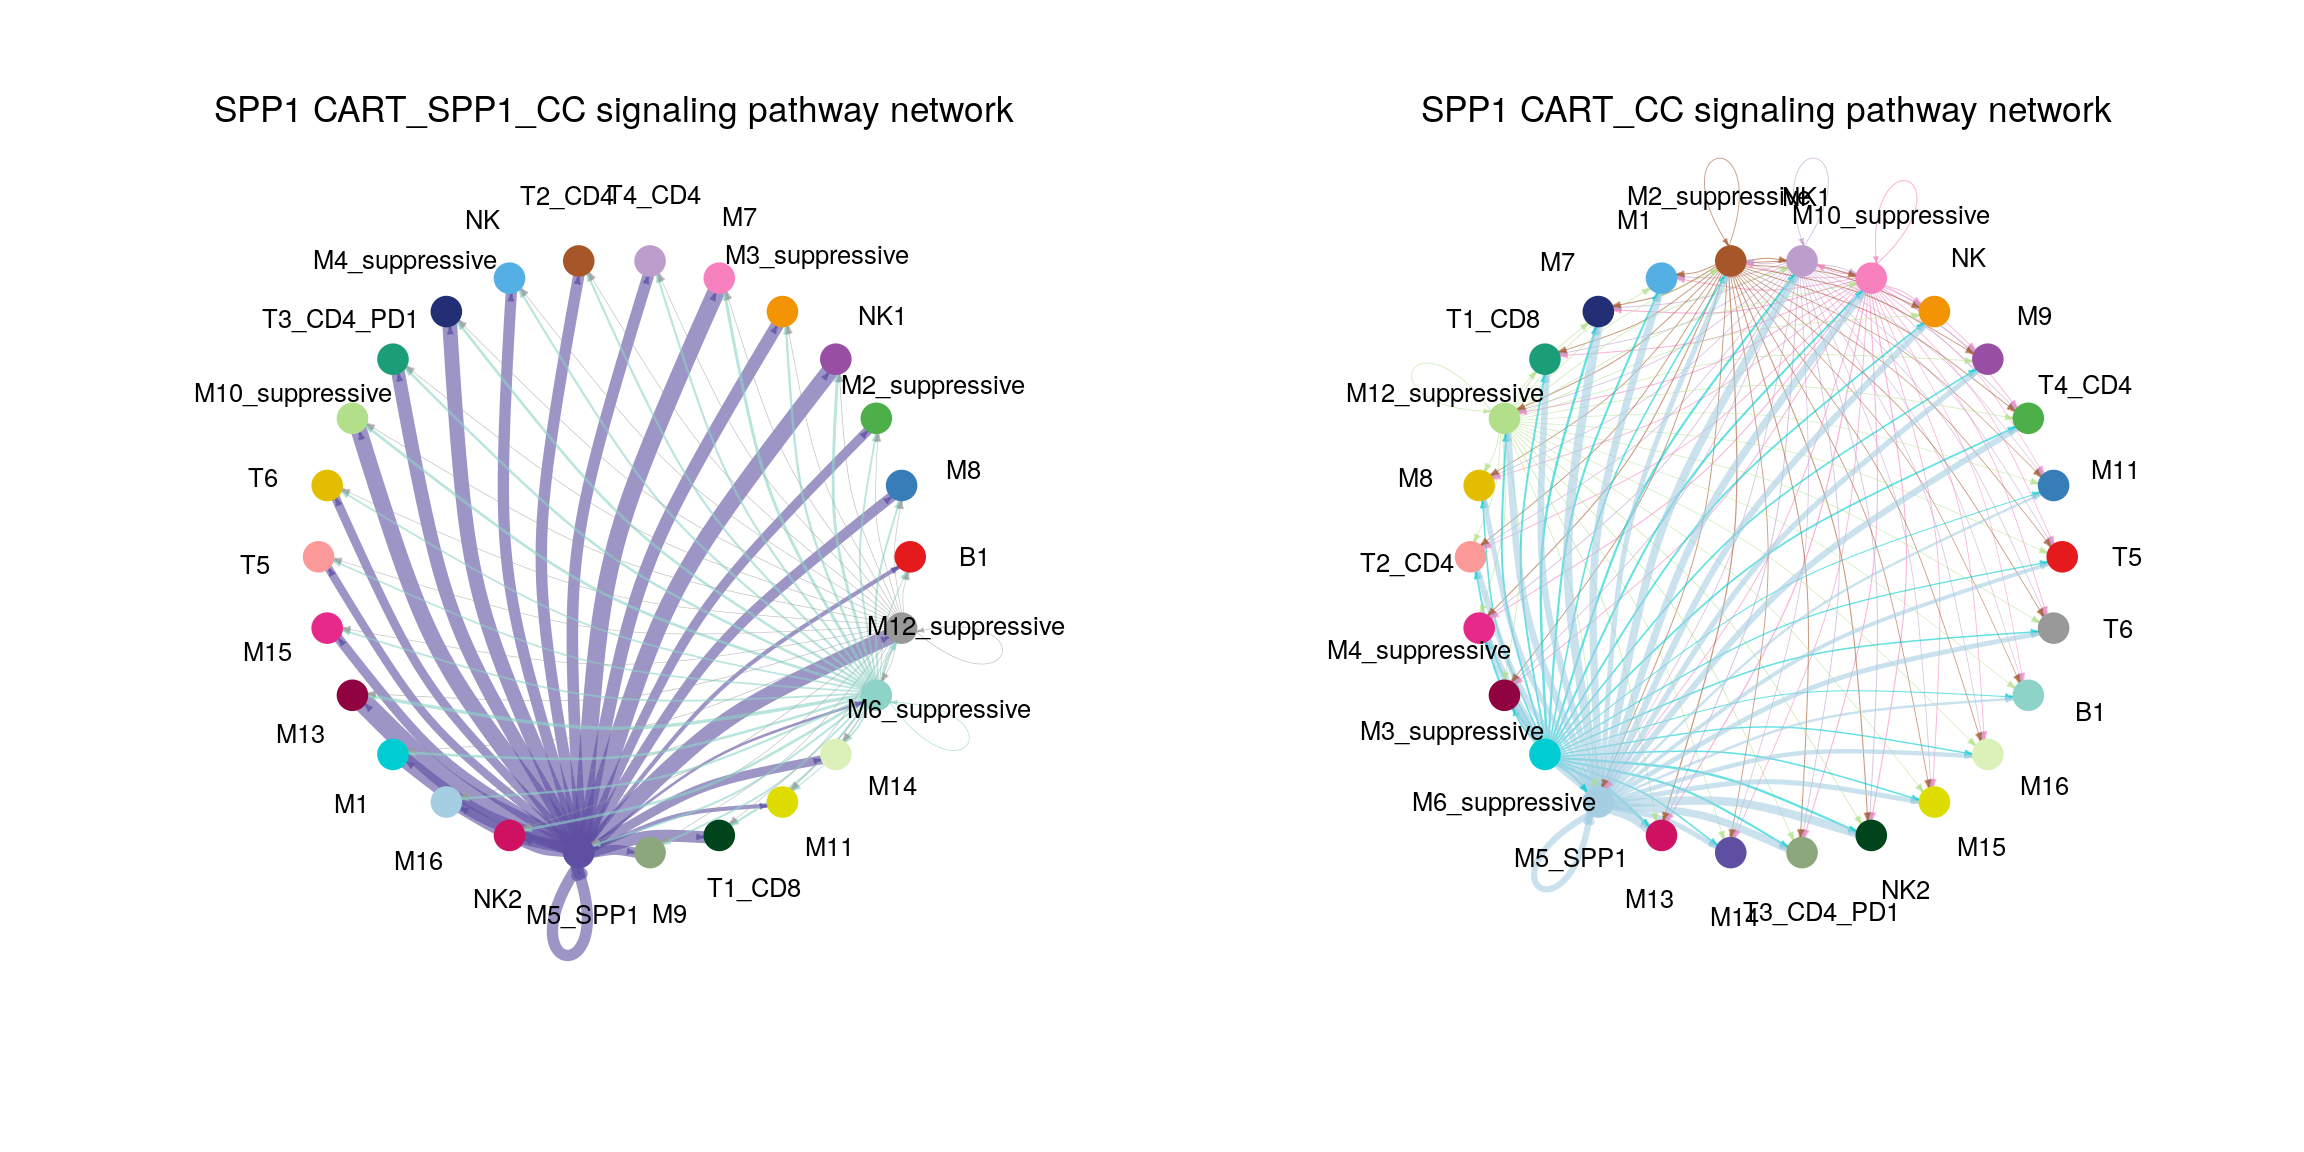 SPP1 CART_SPP1_CC signaling pathway network
T2_CD4
T4_CD4
NK
M7
M4_suppressive
M3_suppressive
T3_CD4_PD1
NK1
M10_suppressive
M2_suppressive
T6
M8
T5
B1
M15
M12_suppressive
M13
M6_suppressive
M1
M14
M16
M11
NK2
M5_SPP1
M9
T1_CD8
SPP1 CART_CC signaling pathway network
M2_suppressive
NK1
M1
M10_suppressive
M7
NK
T1_CD8
M9
M12_suppressive
T4_CD4
M8
M11
T2_CD4
T5
M4_suppressive
T6
M3_suppressive
B1
M6_suppressive
M16
M5_SPP1
M15
M13
NK2
M14
T3_CD4_PD1